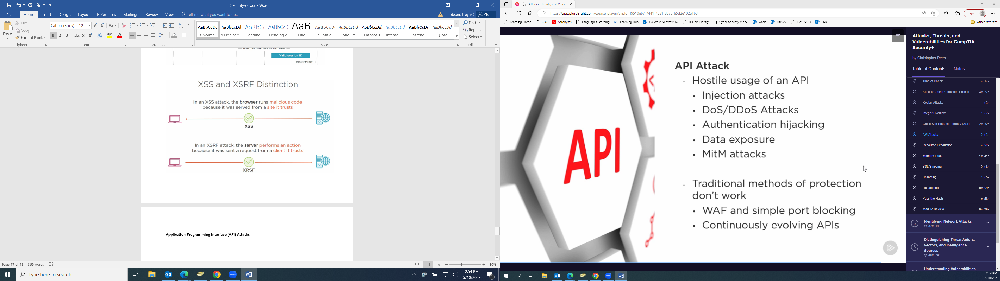 Security+.docx - Word
File Home Insert Design Layout References Mailings Review View Tell me what you want to do... Jacobsen, Trey /C Share
Paste
Cut
Copy
Format Painter
Clipboard
Calibri (Body) 12
Font
Paragraph
AaBbCcDd AaBbCcDd AaBbCc AaBbCcD AaB AaBbCcD AaBbCcDd AaBbCcDd AaBbCcDd AaBbCcDc AaBbCcDd
¶ Normal ¶ No Spac... Heading 1 Heading 2 Title Subtitle Subtle Em... Emphasis Intense E... Strong Quote
Styles
Find
Replace
Select
Editing
POST Theirbank.com – data + cookies
Valid session ID
Transfer Money
XSS and XSRF Distinction
In an XSS attack, the browser runs malicious code
because it was served from a site it trusts
XSS
In an XSRF attack, the server performs an action
because it was sent a request from a client it trusts
XRSF
Application Programming Interface (API) Attacks
Page 17 of 18 369 words
80%
Type here to search
2:54 PM
5/10/2023
1
Attacks, Threats, and Vulne
https://app.pluralsight.com/course-player?clipId=f9510e67-7441-4a51-8a73-65d2e102e168
Sign in
Learning Home CLO Acronyms Languages Learning Learning Hub CX West-Midwest T... IT Help Library Cyber Security Vide... Oasis Parsley EMURALD EMG Other favorites
API
API Attack
- Hostile usage of an API
• Injection attacks
• DoS/DDoS Attacks
• Authentication hijacking
• Data exposure
• MitM attacks
- Traditional methods of protection
don't work
• WAF and simple port blocking
• Continuously evolving APIs
Attacks, Threats, and
Vulnerabilities for CompTIA
Security+
by Christopher Rees
Table of Contents Notes
Time of Check 1m 14s
Secure Coding Concepts, Error H... 4m 27s
Replay Attacks 1m 3s
Integer Overflow 1m 7s
Cross Site Request Forgery (XSRF) 2m 32s
API Attacks 2m 3s
Resource Exhaustion 1m 52s
Memory Leak 1m 41s
SSL Stripping 2m 6s
Shimming 1m 5s
Refactoring 0m 59s
Pass the Hash 1m 56s
Module Review 0m 29s
5 Identifying Network Attacks
37m 1s
6 Distinguishing Threat Actors,
Vectors, and Intelligence
Sources
40m 24s
Understanding Vulnerabilities
2:54 PM
5/10/2023